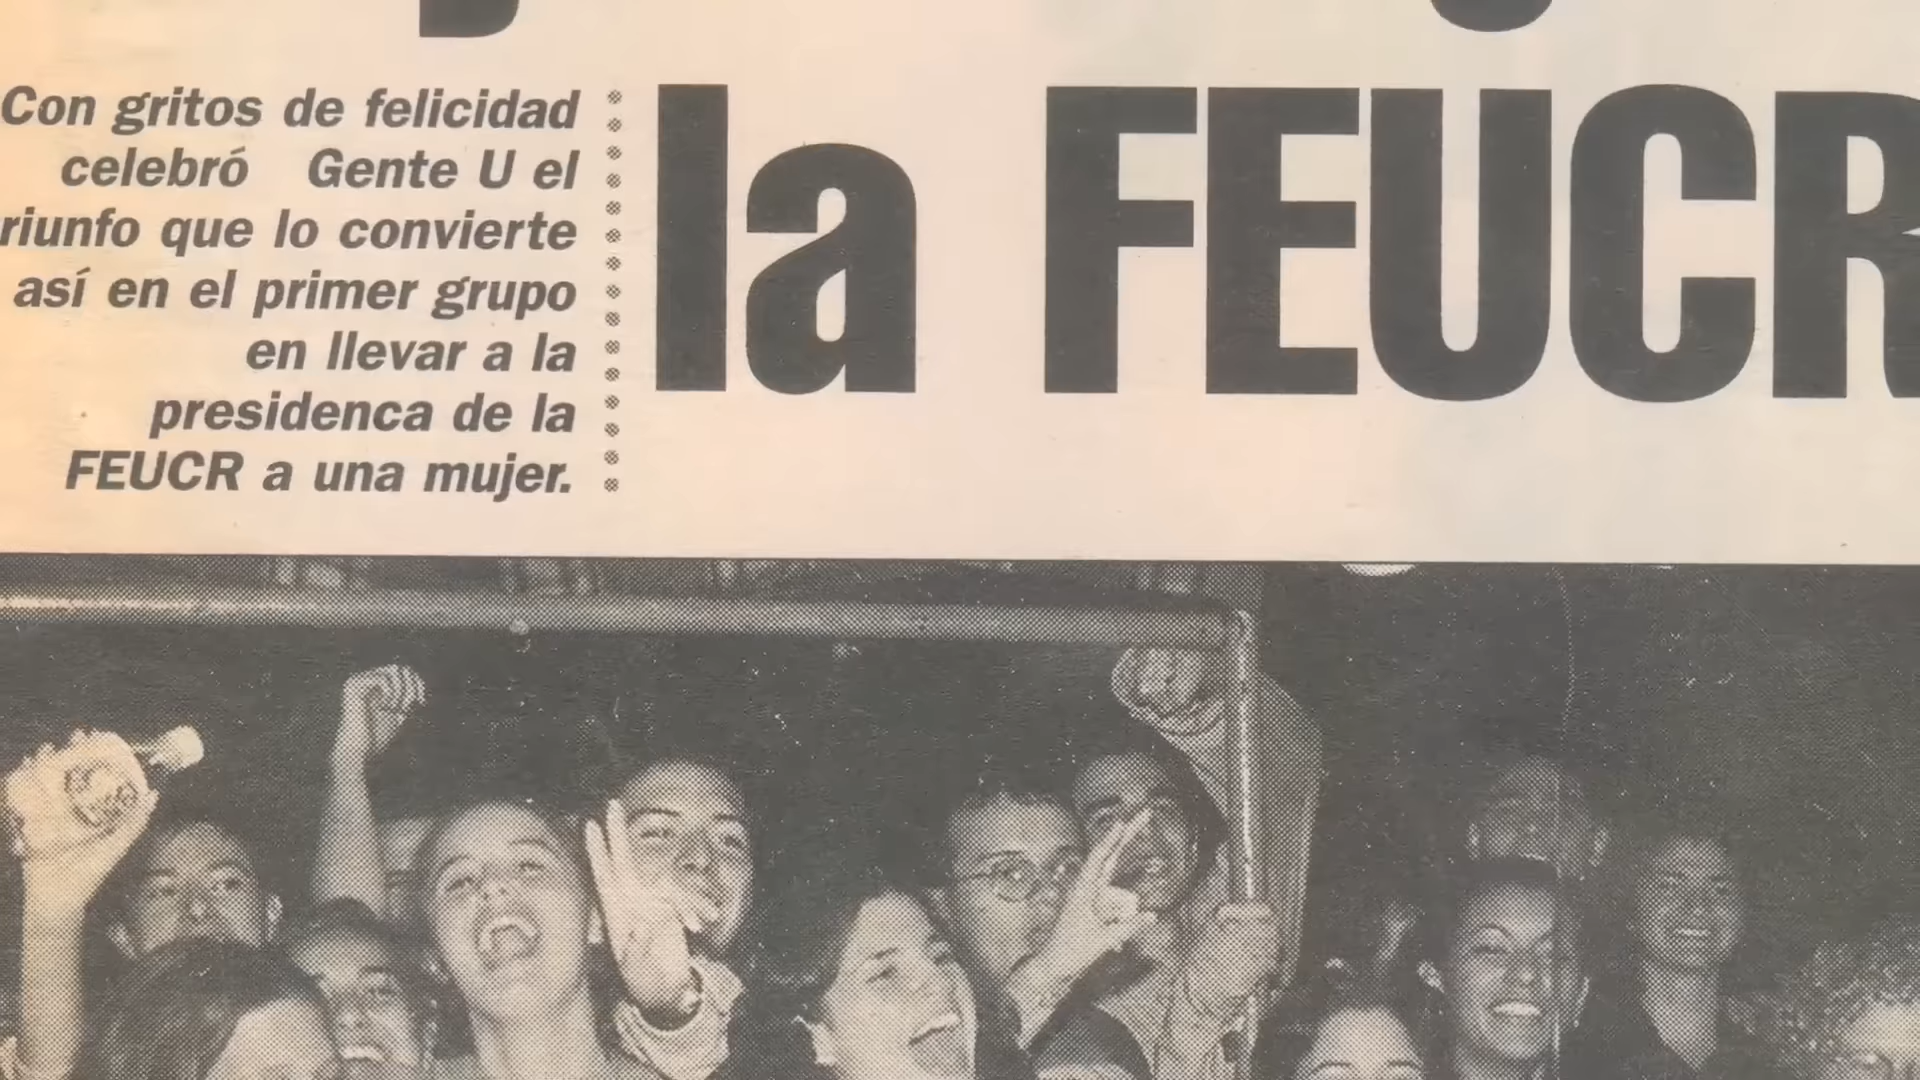 Con gritos de felicidad
celebró Gente U el
riunfo que lo convierte
así en el primer grupo
en llevar a la
presidenca de la
FEUCR a una mujer.
la FEUCR